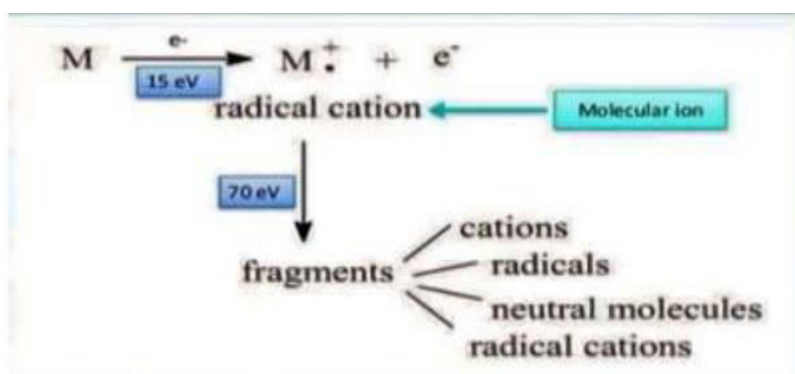 e-
M M+. + e-
15 eV
radical cation Molecular ion
70 eV
cations
radicals
fragments
neutral molecules
radical cations